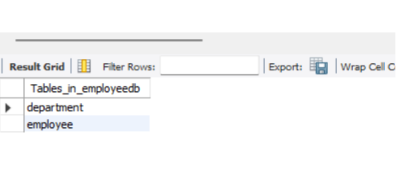 Result Grid Filter Rows: Export: Wrap Cell C
Tables_in_employeedb
department
employee